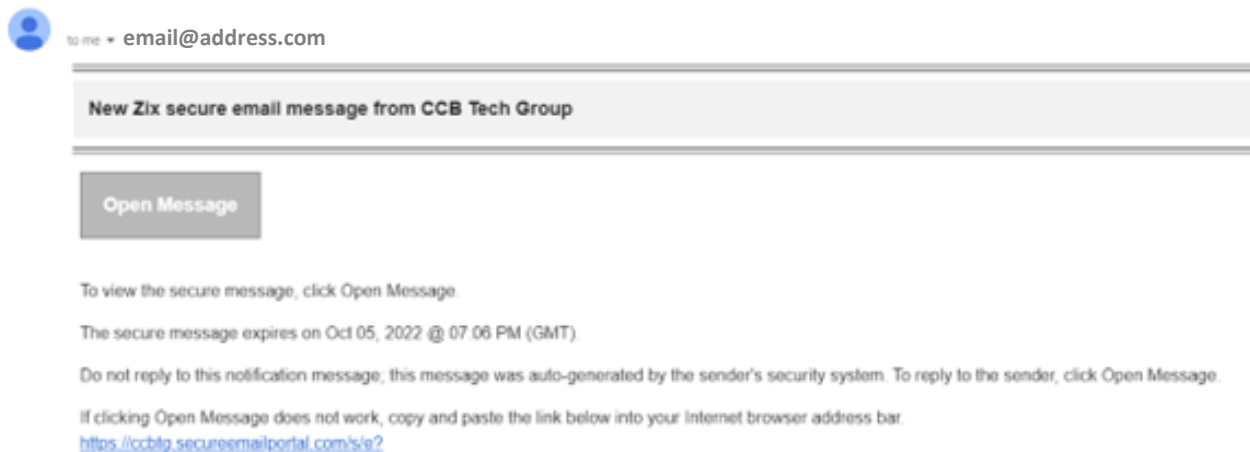 to me email@address.com
New Zix secure email message from CCB Tech Group
Open Message
To view the secure message, click Open Message.
The secure message expires on Oct 05, 2022 @ 07:06 PM (GMT).
Do not reply to this notification message; this message was auto-generated by the sender's security system. To reply to the sender, click Open Message.
If clicking Open Message does not work, copy and paste the link below into your Internet browser address bar.
https://ccbtg.secureemailportal.com/s/e?